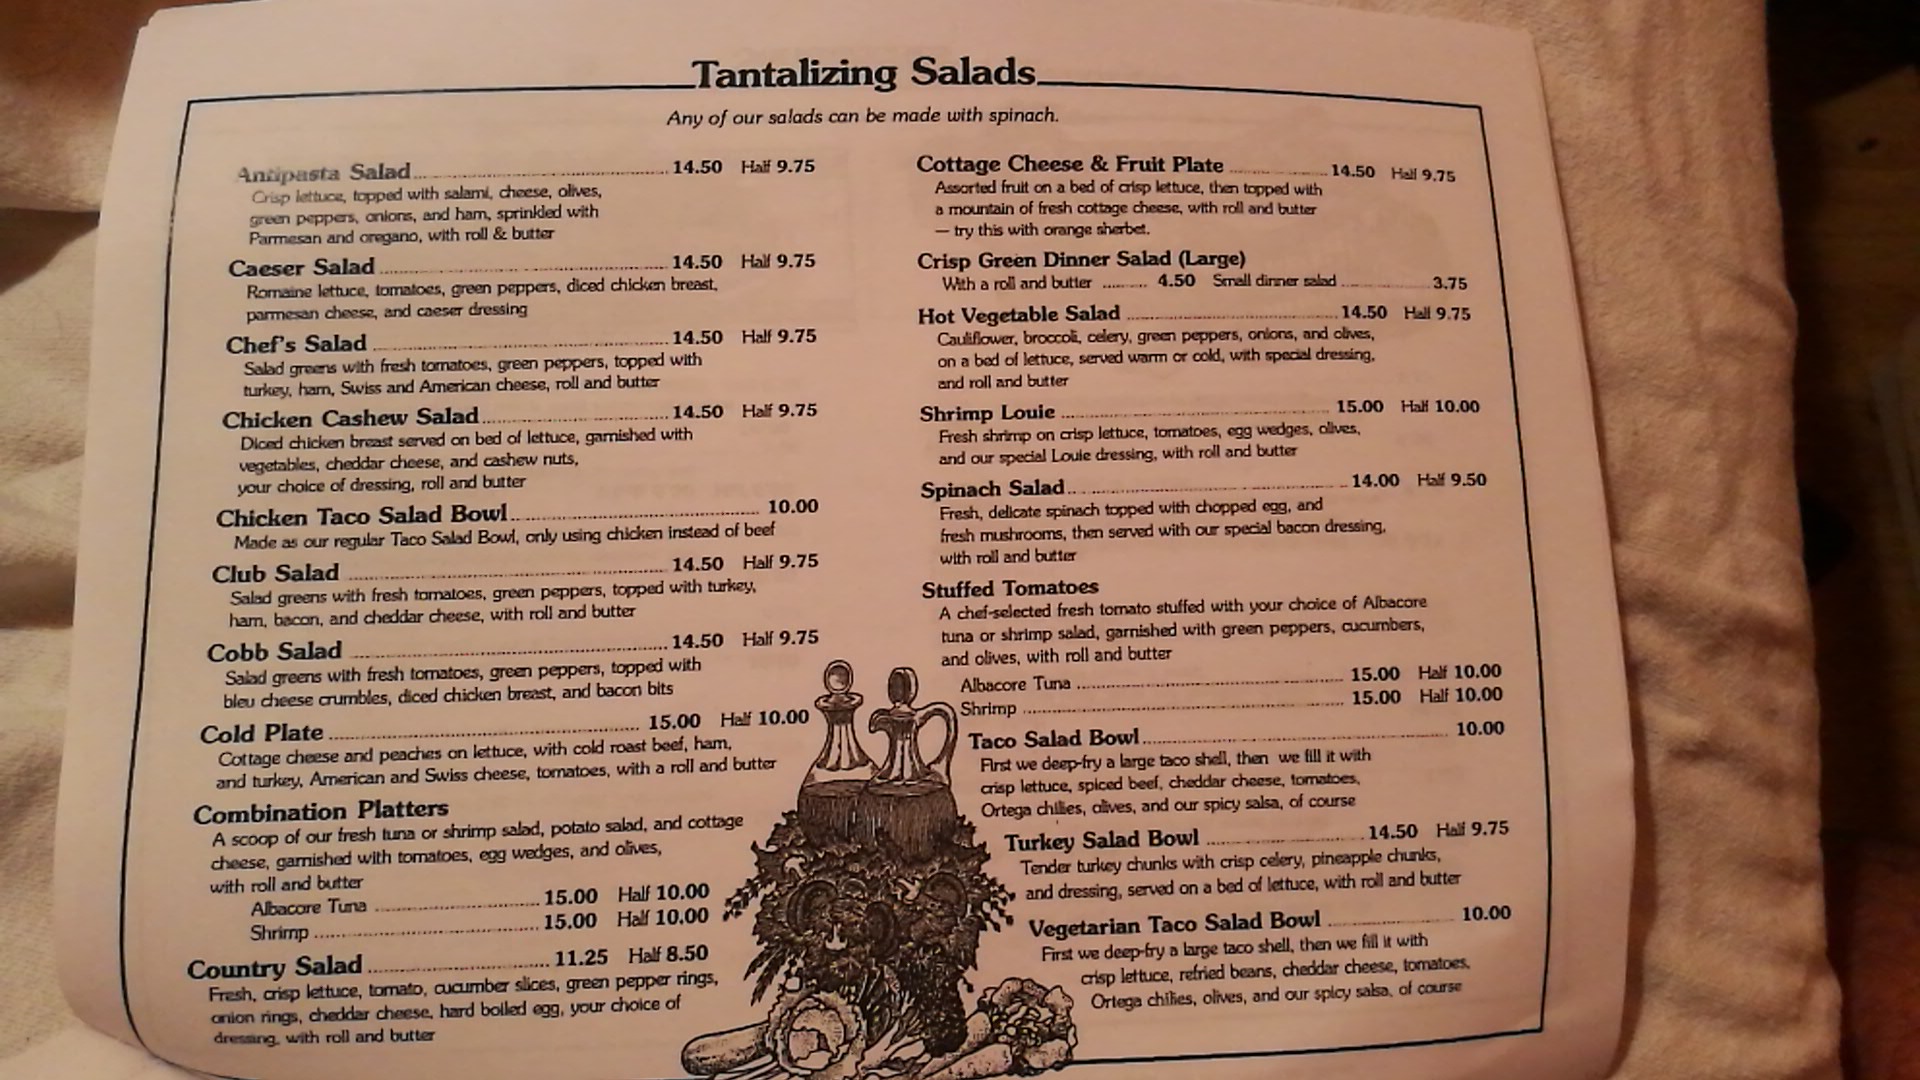 Tantalizing Salads
Any of our salads can be made with spinach.
Antipasta Salad 14.50 Half 9.75
Crisp lettuce, topped with salami, cheese, olives,
green peppers, onions, and ham, sprinkled with
Parmesan and oregano, with roll & butter
Caeser Salad 14.50 Half 9.75
Romaine lettuce, tomatoes, green peppers, diced chicken breast,
parmesan cheese, and caeser dressing
Chef's Salad 14.50 Half 9.75
Salad greens with fresh tomatoes, green peppers, topped with
turkey, ham, Swiss and American cheese, roll and butter
Chicken Cashew Salad 14.50 Half 9.75
Diced chicken breast served on bed of lettuce, garnished with
vegetables, cheddar cheese, and cashew nuts,
your choice of dressing, roll and butter
Chicken Taco Salad Bowl 10.00
Made as our regular Taco Salad Bowl, only using chicken instead of beef
Club Salad 14.50 Half 9.75
Salad greens with fresh tomatoes, green peppers, topped with turkey,
ham, bacon, and cheddar cheese, with roll and butter
Cobb Salad 14.50 Half 9.75
Salad greens with fresh tomatoes, green peppers, topped with
bleu cheese crumbles, diced chicken breast, and bacon bits
Cold Plate 15.00 Half 10.00
Cottage cheese and peaches on lettuce, with cold roast beef, ham,
and turkey, American and Swiss cheese, tomatoes, with a roll and butter
Combination Platters
A scoop of our fresh tuna or shrimp salad, potato salad, and cottage
cheese, garnished with tomatoes, egg wedges, and olives,
with roll and butter
Albacore Tuna 15.00 Half 10.00
Shrimp 15.00 Half 10.00
Country Salad 11.25 Half 8.50
Fresh, crisp lettuce, tomato, cucumber slices, green pepper rings,
onion rings, cheddar cheese, hard boiled egg, your choice of
dressing, with roll and butter
Cottage Cheese & Fruit Plate 14.50 Half 9.75
Assorted fruit on a bed of crisp lettuce, then topped with
a mountain of fresh cottage cheese, with roll and butter
— try this with orange sherbet.
Crisp Green Dinner Salad (Large)
With a roll and butter 4.50 Small dinner salad 3.75
Hot Vegetable Salad 14.50 Half 9.75
Cauliflower, broccoli, celery, green peppers, onions, and olives,
on a bed of lettuce, served warm or cold, with special dressing,
and roll and butter
Shrimp Louie 15.00 Half 10.00
Fresh shrimp on crisp lettuce, tomatoes, egg wedges, olives,
and our special Louie dressing, with roll and butter
Spinach Salad 14.00 Half 9.50
Fresh, delicate spinach topped with chopped egg, and
fresh mushrooms, then served with our special bacon dressing,
with roll and butter
Stuffed Tomatoes
A chef-selected fresh tomato stuffed with your choice of Albacore
tuna or shrimp salad, garnished with green peppers, cucumbers,
and olives, with roll and butter
Albacore Tuna 15.00 Half 10.00
Shrimp 15.00 Half 10.00
Taco Salad Bowl 10.00
First we deep-fry a large taco shell, then we fill it with
crisp lettuce, spiced beef, cheddar cheese, tomatoes,
Ortega chilies, olives, and our spicy salsa, of course
Turkey Salad Bowl 14.50 Half 9.75
Tender turkey chunks with crisp celery, pineapple chunks,
and dressing, served on a bed of lettuce, with roll and butter
Vegetarian Taco Salad Bowl 10.00
First we deep-fry a large taco shell, then we fill it with
crisp lettuce, refried beans, cheddar cheese, tomatoes,
Ortega chilies, olives, and our spicy salsa, of course